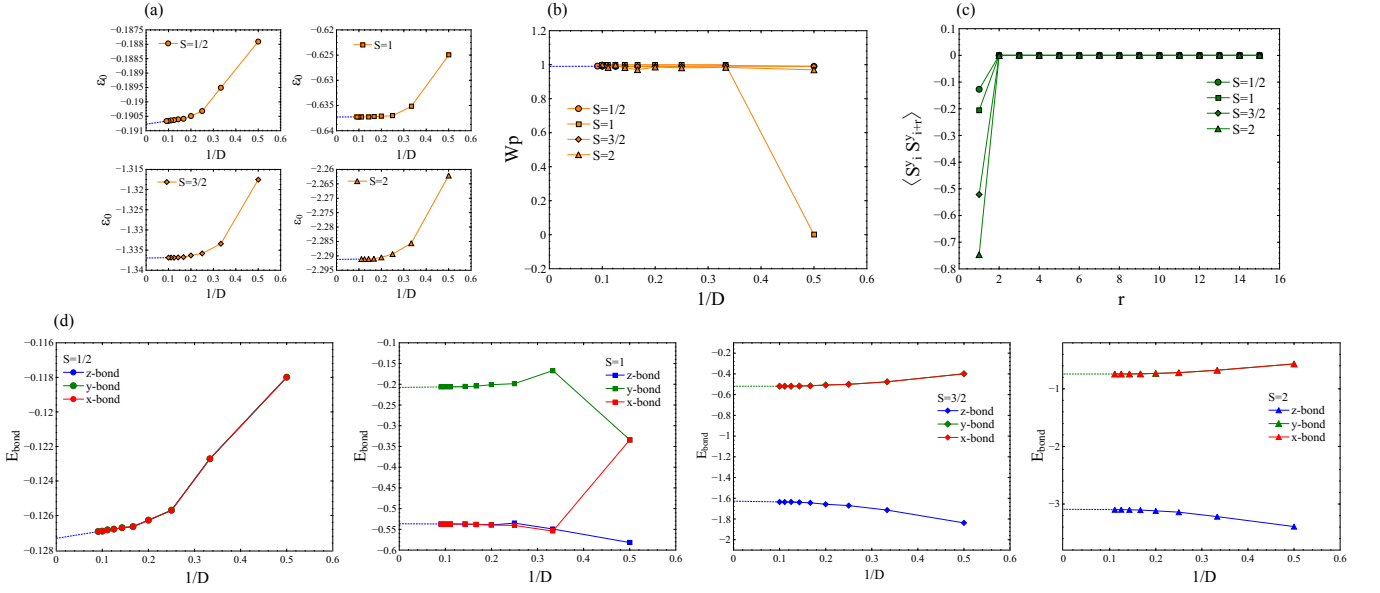 (a)
−0.1875
−0.188
−0.1885
−0.189
−0.1895
−0.19
−0.1905
−0.191
ε0
S=1/2
0 0.1 0.2 0.3 0.4 0.5 0.6
1/D
−0.62
−0.625
−0.63
−0.635
−0.64
ε0
S=1
0 0.1 0.2 0.3 0.4 0.5 0.6
1/D
−1.315
−1.32
−1.325
−1.33
−1.335
−1.34
ε0
S=3/2
0 0.1 0.2 0.3 0.4 0.5 0.6
1/D
−2.26
−2.265
−2.27
−2.275
−2.28
−2.285
−2.29
−2.295
ε0
S=2
0 0.1 0.2 0.3 0.4 0.5 0.6
1/D
(b)
1.2
1
0.8
0.6
0.4
0.2
0
−0.2
Wp
S=1/2
S=1
S=3/2
S=2
0 0.1 0.2 0.3 0.4 0.5 0.6
1/D
(c)
0.1
0
−0.1
−0.2
−0.3
−0.4
−0.5
−0.6
−0.7
−0.8
⟨S^y_i S^y_{i+r}⟩
S=1/2
S=1
S=3/2
S=2
0 2 4 6 8 10 12 14 16
r
(d)
−0.116
−0.118
−0.12
−0.122
−0.124
−0.126
−0.128
E_bond
S=1/2
z-bond
y-bond
x-bond
0 0.1 0.2 0.3 0.4 0.5 0.6
1/D
−0.1
−0.15
−0.2
−0.25
−0.3
−0.35
−0.4
−0.45
−0.5
−0.55
−0.6
E_bond
S=1
z-bond
y-bond
x-bond
0 0.1 0.2 0.3 0.4 0.5 0.6
1/D
−0.2
−0.4
−0.6
−0.8
−1
−1.2
−1.4
−1.6
−1.8
−2
E_bond
S=3/2
z-bond
y-bond
x-bond
0 0.1 0.2 0.3 0.4 0.5 0.6
1/D
−1
−2
−3
E_bond
S=2
z-bond
y-bond
x-bond
0 0.1 0.2 0.3 0.4 0.5 0.6
1/D